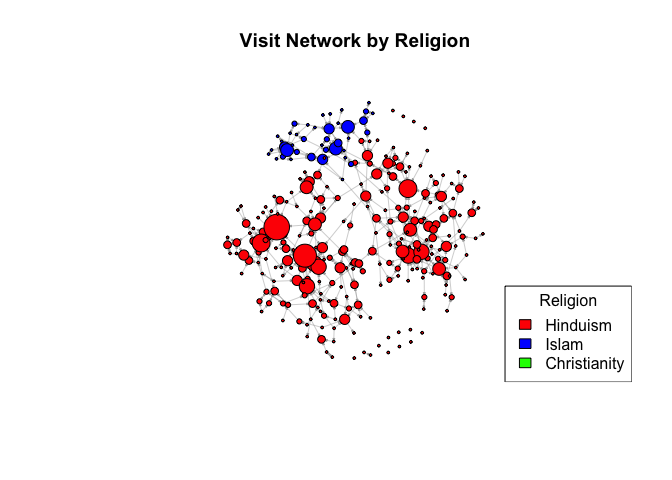 Visit Network by Religion
Religion
Hinduism
Islam
Christianity